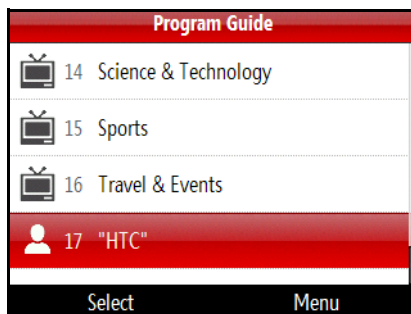 Program Guide
14 Science & Technology
15 Sports
16 Travel & Events
17 "HTC"
Select Menu